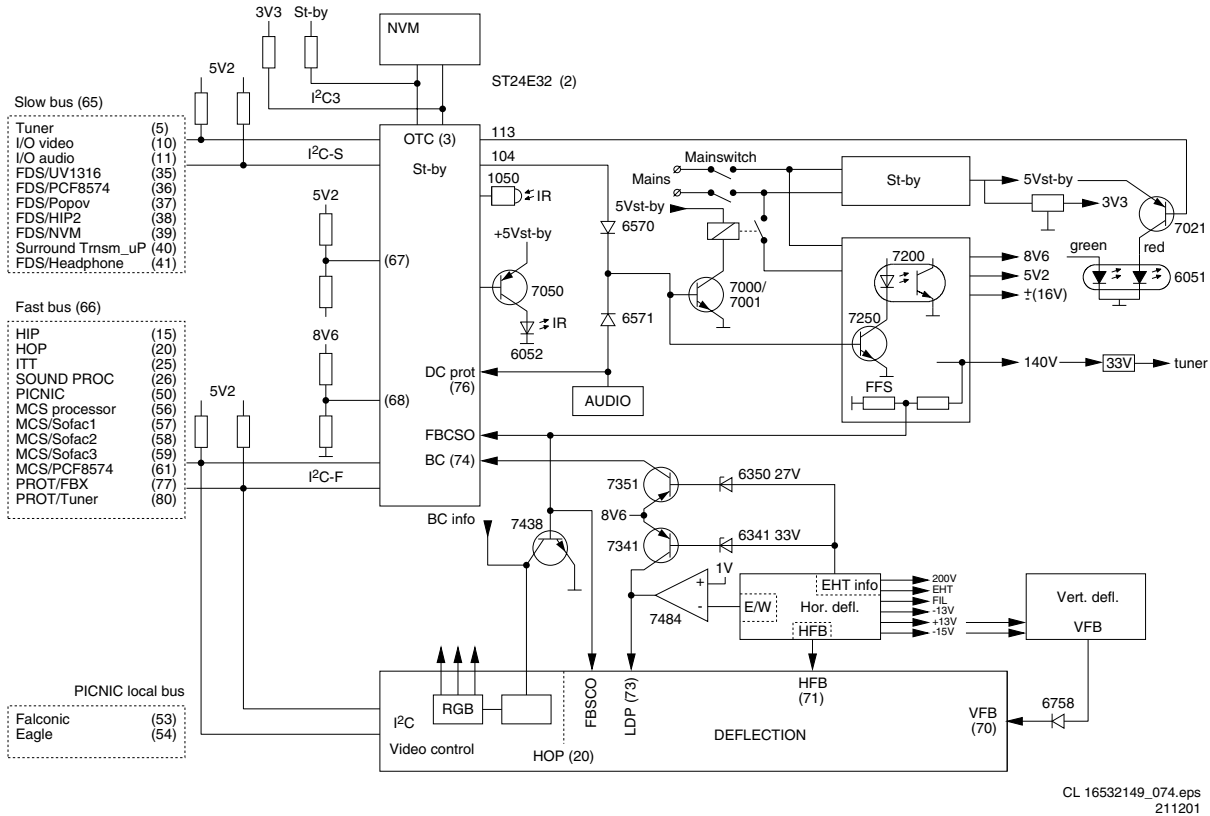 3V3 St-by
NVM
ST24E32 (2)
5V2
I²C3
Slow bus (65)
Tuner (5)
I/O video (10)
I/O audio (11)
FDS/UV1316 (35)
FDS/PCF8574 (36)
FDS/Popov (37)
FDS/HIP2 (38)
FDS/NVM (39)
Surround Trnsm_uP (40)
FDS/Headphone (41)
I²C-S
OTC (3)
St-by
113
104
1050
IR
5V2
(67)
+5Vst-by
7050
IR
6052
6570
6571
Mainswitch
Mains
5Vst-by
7000/
7001
St-by
5Vst-by
3V3
7021
green
red
6051
7200
8V6
5V2
±(16V)
7250
FFS
140V
33V
tuner
Fast bus (66)
HIP (15)
HOP (20)
ITT (25)
SOUND PROC (26)
PICNIC (50)
MCS processor (56)
MCS/Sofac1 (57)
MCS/Sofac2 (58)
MCS/Sofac3 (59)
MCS/PCF8574 (61)
PROT/FBX (77)
PROT/Tuner (80)
5V2
I²C-F
8V6
(68)
DC prot
(76)
AUDIO
FBCSO
BC (74)
BC info
7438
7351
6350 27V
8V6
7341
6341 33V
1V
+
-
7484
EHT info
E/W
Hor. defl.
HFB
200V
EHT
FIL
-13V
+13V
-15V
Vert. defl.
VFB
6758
PICNIC local bus
Falconic (53)
Eagle (54)
I²C
RGB
Video control
HOP (20)
FBSCO
LDP (73)
HFB
(71)
DEFLECTION
VFB
(70)
CL 16532149_074.eps
211201